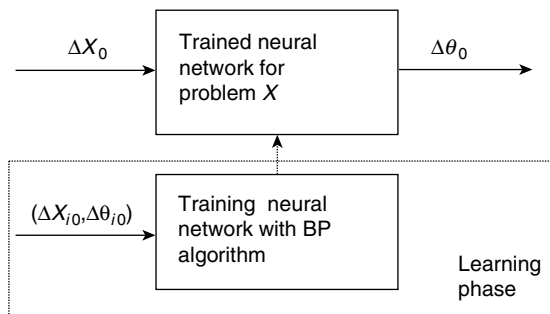 ΔX₀
Trained neural
network for
problem X
Δθ₀
(ΔXᵢ₀,Δθᵢ₀)
Training neural
network with BP
algorithm
Learning
phase